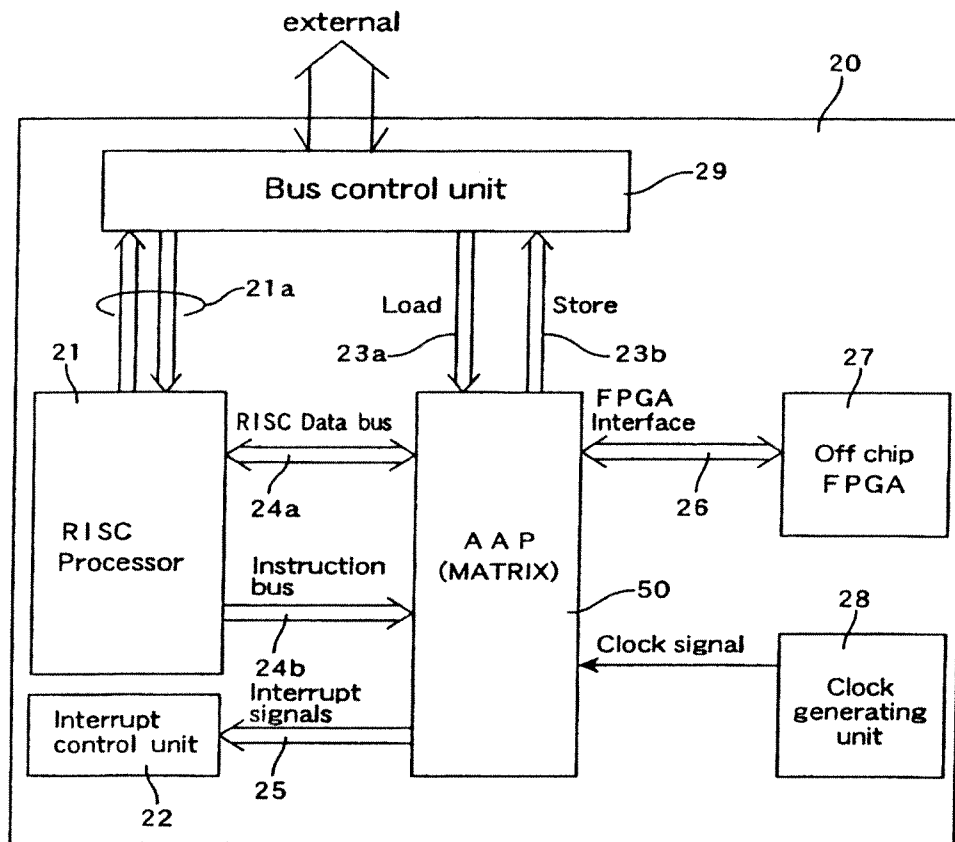 external
20
Bus control unit
29
21a
Load
Store
23a
23b
21
27
RISC Data bus
FPGA
Interface
24a
26
Off chip
FPGA
RISC
Processor
AAP
(MATRIX)
Instruction
bus
50
28
24b
Clock signal
Interrupt
signals
Clock
generating
unit
Interrupt
control unit
25
22